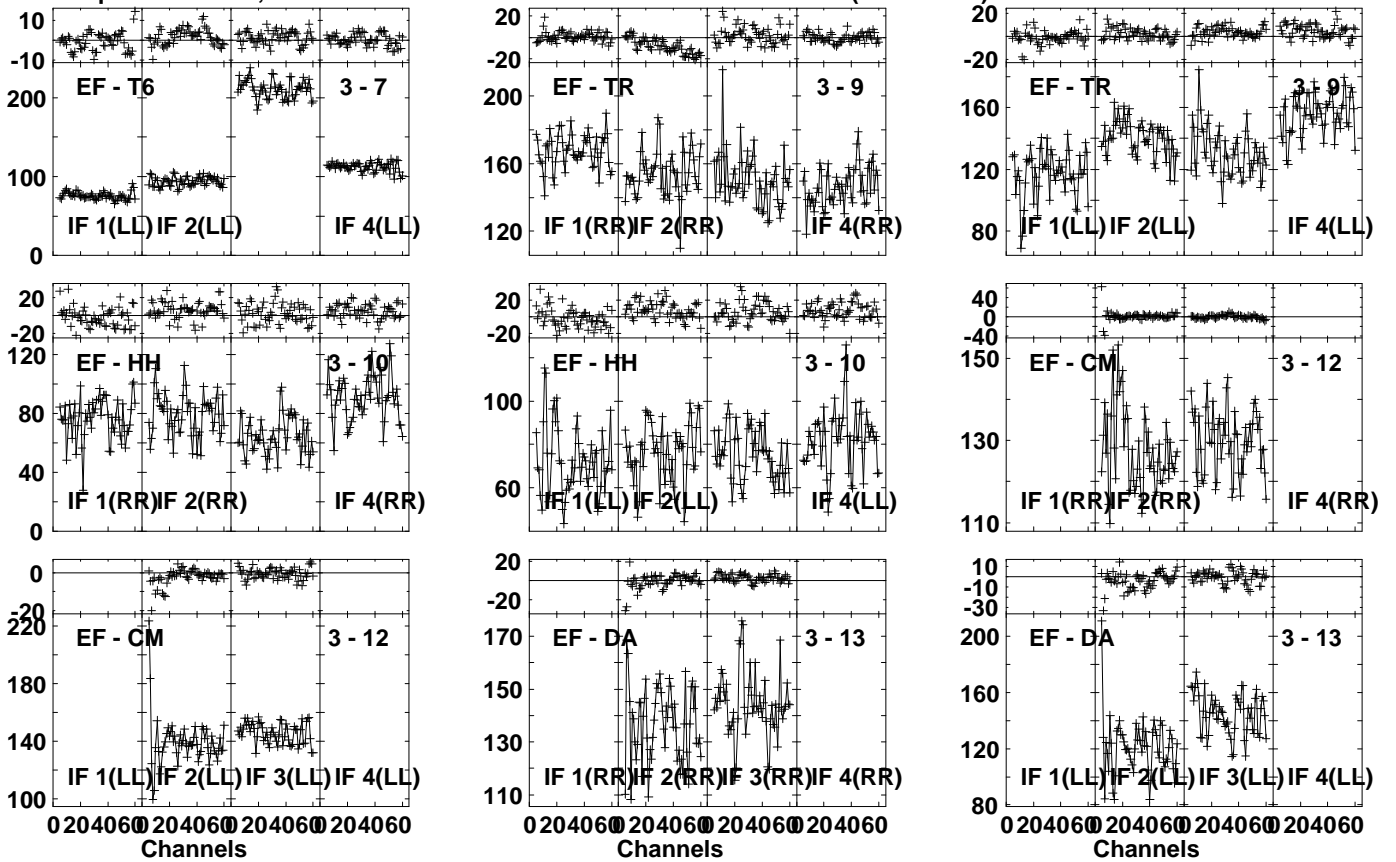 10
0
-10
EF - T6
3 - 7
200
100
0
IF 1(LL) IF 2(LL) IF 4(LL)
20
0
-20
EF - TR
3 - 9
200
160
120
IF 1(RR) IF 2(RR) IF 4(RR)
20
0
-20
EF - TR
3 - 9
160
120
80
IF 1(LL) IF 2(LL) IF 4(LL)
20
0
-20
EF - HH
3 - 10
120
80
40
0
IF 1(RR) IF 2(RR) IF 4(RR)
20
0
-20
EF - HH
3 - 10
100
60
IF 1(LL) IF 2(LL) IF 4(LL)
40
0
-40
EF - CM
3 - 12
150
130
110
IF 1(RR) IF 2(RR) IF 4(RR)
0
-20
EF - CM
3 - 12
220
180
140
100
IF 1(LL) IF 2(LL) IF 3(LL) IF 4(LL)
20
0
-20
EF - DA
3 - 13
170
150
130
110
IF 1(RR) IF 2(RR) IF 3(RR) IF 4(RR)
10
-10
-30
EF - DA
3 - 13
200
160
120
80
IF 1(LL) IF 2(LL) IF 3(LL) IF 4(LL)
0 204060 0 204060 0 204060 0 204060
Channels
0 204060 0 204060 0 204060 0 204060
Channels
0 204060 0 204060 0 204060 0 204060
Channels